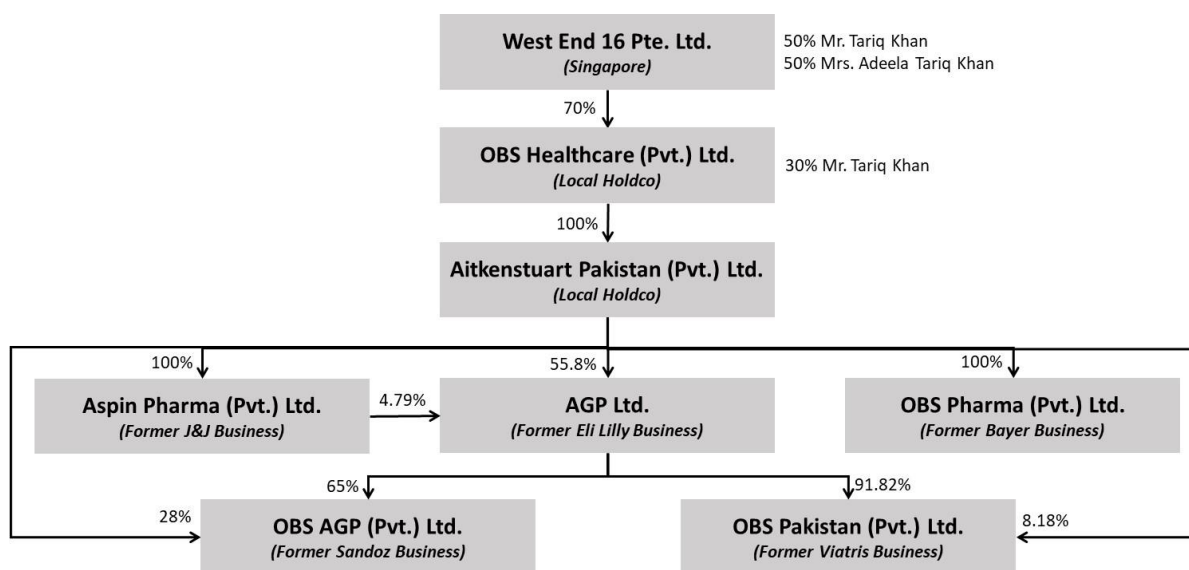 West End 16 Pte. Ltd.
(Singapore)
50% Mr. Tariq Khan
50% Mrs. Adeela Tariq Khan
70%
OBS Healthcare (Pvt.) Ltd.
(Local Holdco)
30% Mr. Tariq Khan
100%
Aitkenstuart Pakistan (Pvt.) Ltd.
(Local Holdco)
100%
55.8%
100%
Aspin Pharma (Pvt.) Ltd.
(Former J&J Business)
4.79%
AGP Ltd.
(Former Eli Lilly Business)
OBS Pharma (Pvt.) Ltd.
(Former Bayer Business)
65%
91.82%
28%
OBS AGP (Pvt.) Ltd.
(Former Sandoz Business)
OBS Pakistan (Pvt.) Ltd.
(Former Viatris Business)
8.18%